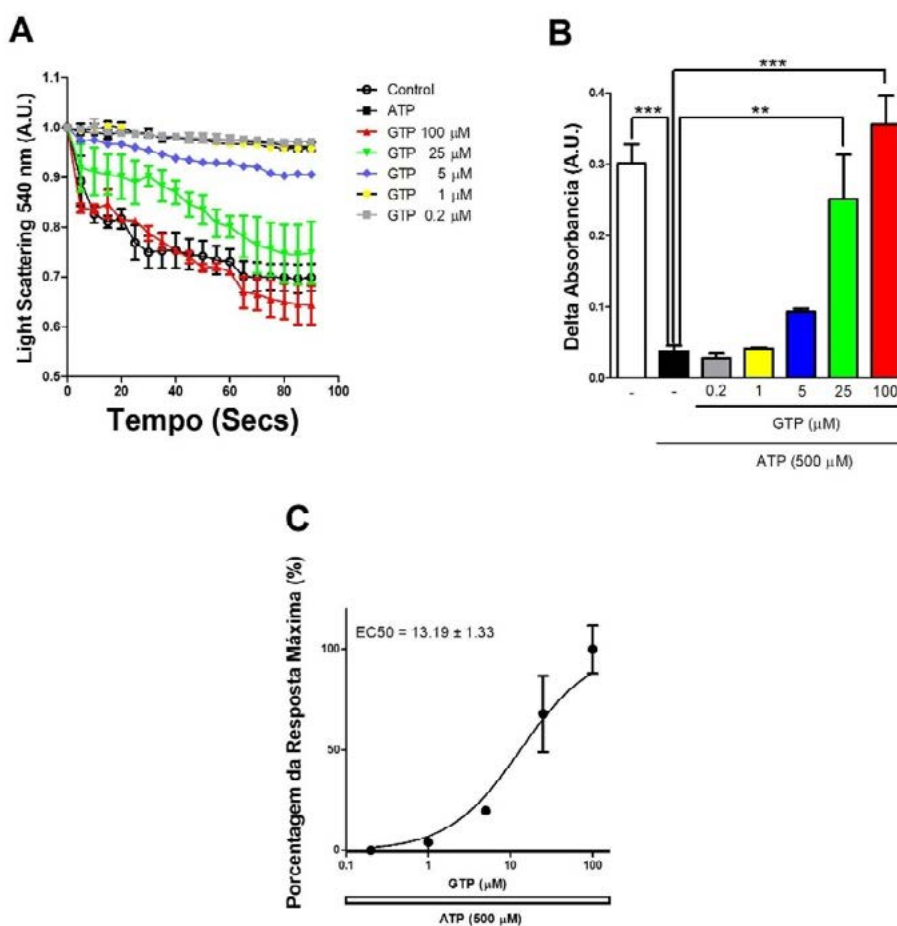 A
Light Scattering 540 nm (A.U.)
1.1
1.0
0.9
0.8
0.7
0.6
0.5
0 20 40 60 80 100
Tempo (Secs)
Control
ATP
GTP 100 µM
GTP 25 µM
GTP 5 µM
GTP 1 µM
GTP 0.2 µM
B
Delta Absorbancia (A.U.)
0.4
0.3
0.2
0.1
0.0
***
***
**
- - 0.2 1 5 25 100
GTP (µM)
ATP (500 µM)
C
Porcentagem da Resposta Máxima (%)
EC50 = 13.19 ± 1.33
100
50
0
0.1 1 10 100
GTP (µM)
ATP (500 µM)